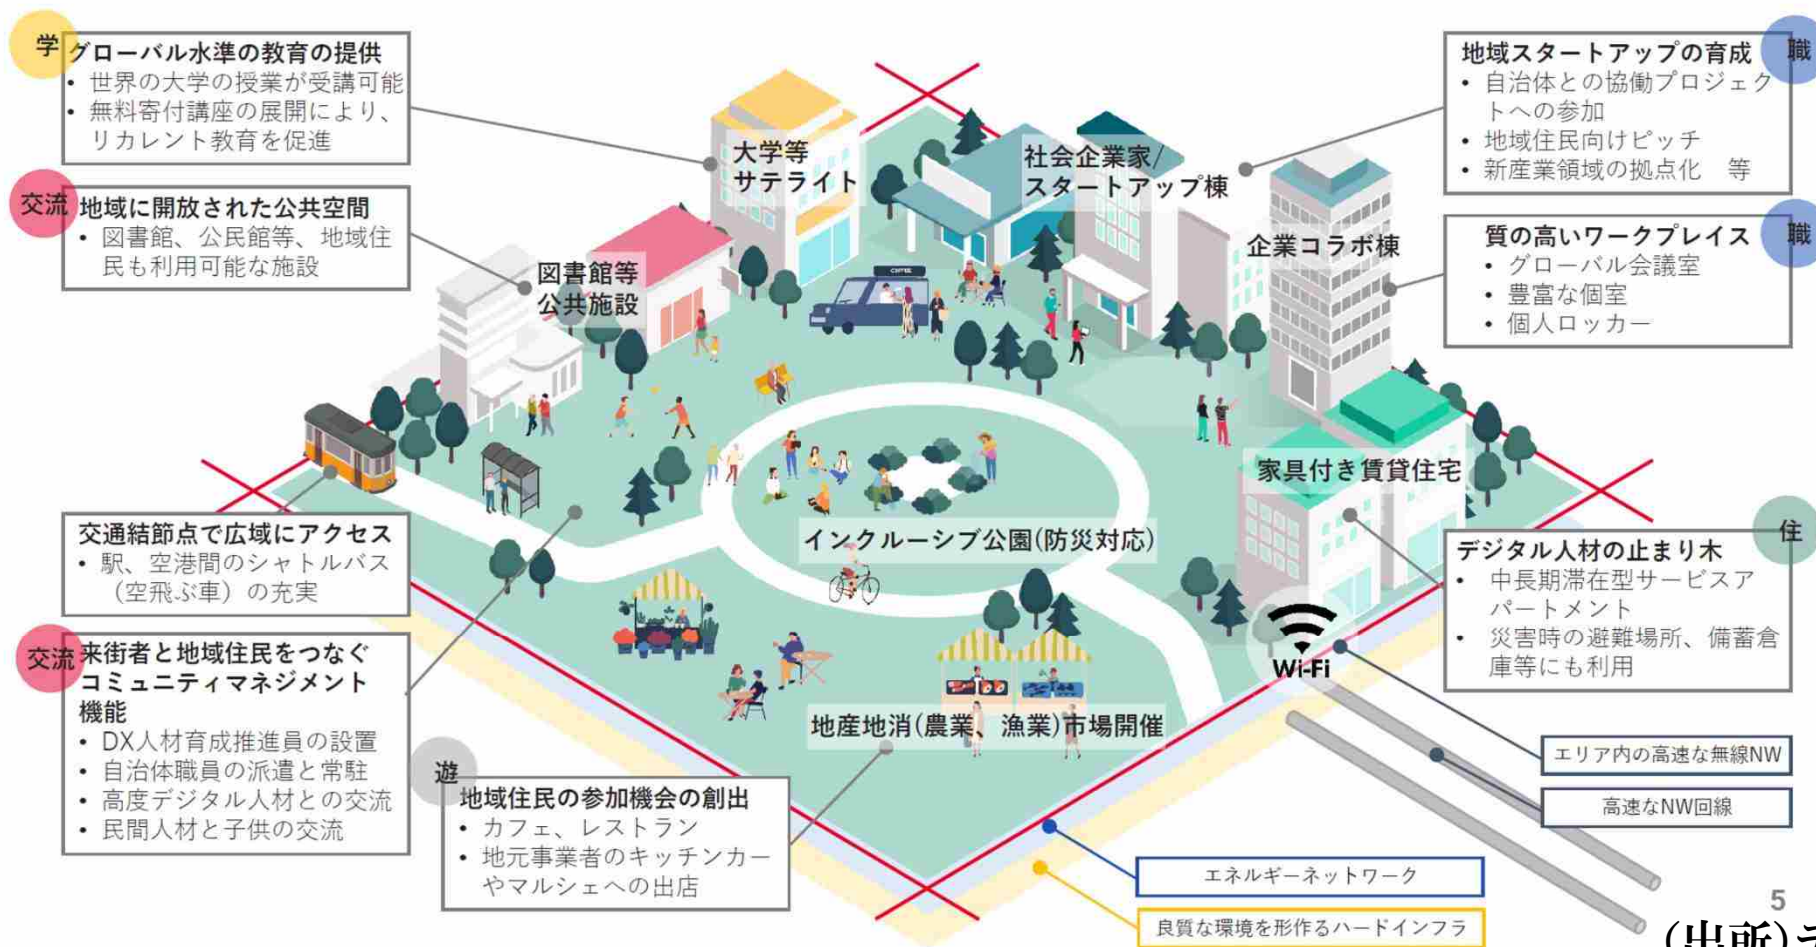 学
グローバル水準の教育の提供
• 世界の大学の授業が受講可能
• 無料寄付講座の展開により、
リカレント教育を促進
交流
地域に開放された公共空間
• 図書館、公民館等、地域住
民も利用可能な施設
交通結節点で広域にアクセス
• 駅、空港間のシャトルバス
（空飛ぶ車）の充実
交流
来街者と地域住民をつなぐ
コミュニティマネジメント
機能
• DX人材育成推進員の設置
• 自治体職員の派遣と常駐
• 高度デジタル人材との交流
• 民間人材と子供の交流
遊
地域住民の参加機会の創出
• カフェ、レストラン
• 地元事業者のキッチンカー
やマルシェへの出店
大学等
サテライト
図書館等
公共施設
COFFEE
社会企業家/
スタートアップ棟
企業コラボ棟
家具付き賃貸住宅
インクルーシブ公園(防災対応)
地産地消(農業、漁業)市場開催
Wi-Fi
職
地域スタートアップの育成
• 自治体との協働プロジェク
トへの参加
• 地域住民向けピッチ
• 新産業領域の拠点化　等
職
質の高いワークプレイス
• グローバル会議室
• 豊富な個室
• 個人ロッカー
住
デジタル人材の止まり木
• 中長期滞在型サービスア
パートメント
• 災害時の避難場所、備蓄倉
庫等にも利用
エリア内の高速な無線NW
高速なNW回線
エネルギーネットワーク
良質な環境を形作るハードインフラ
5
(出所)